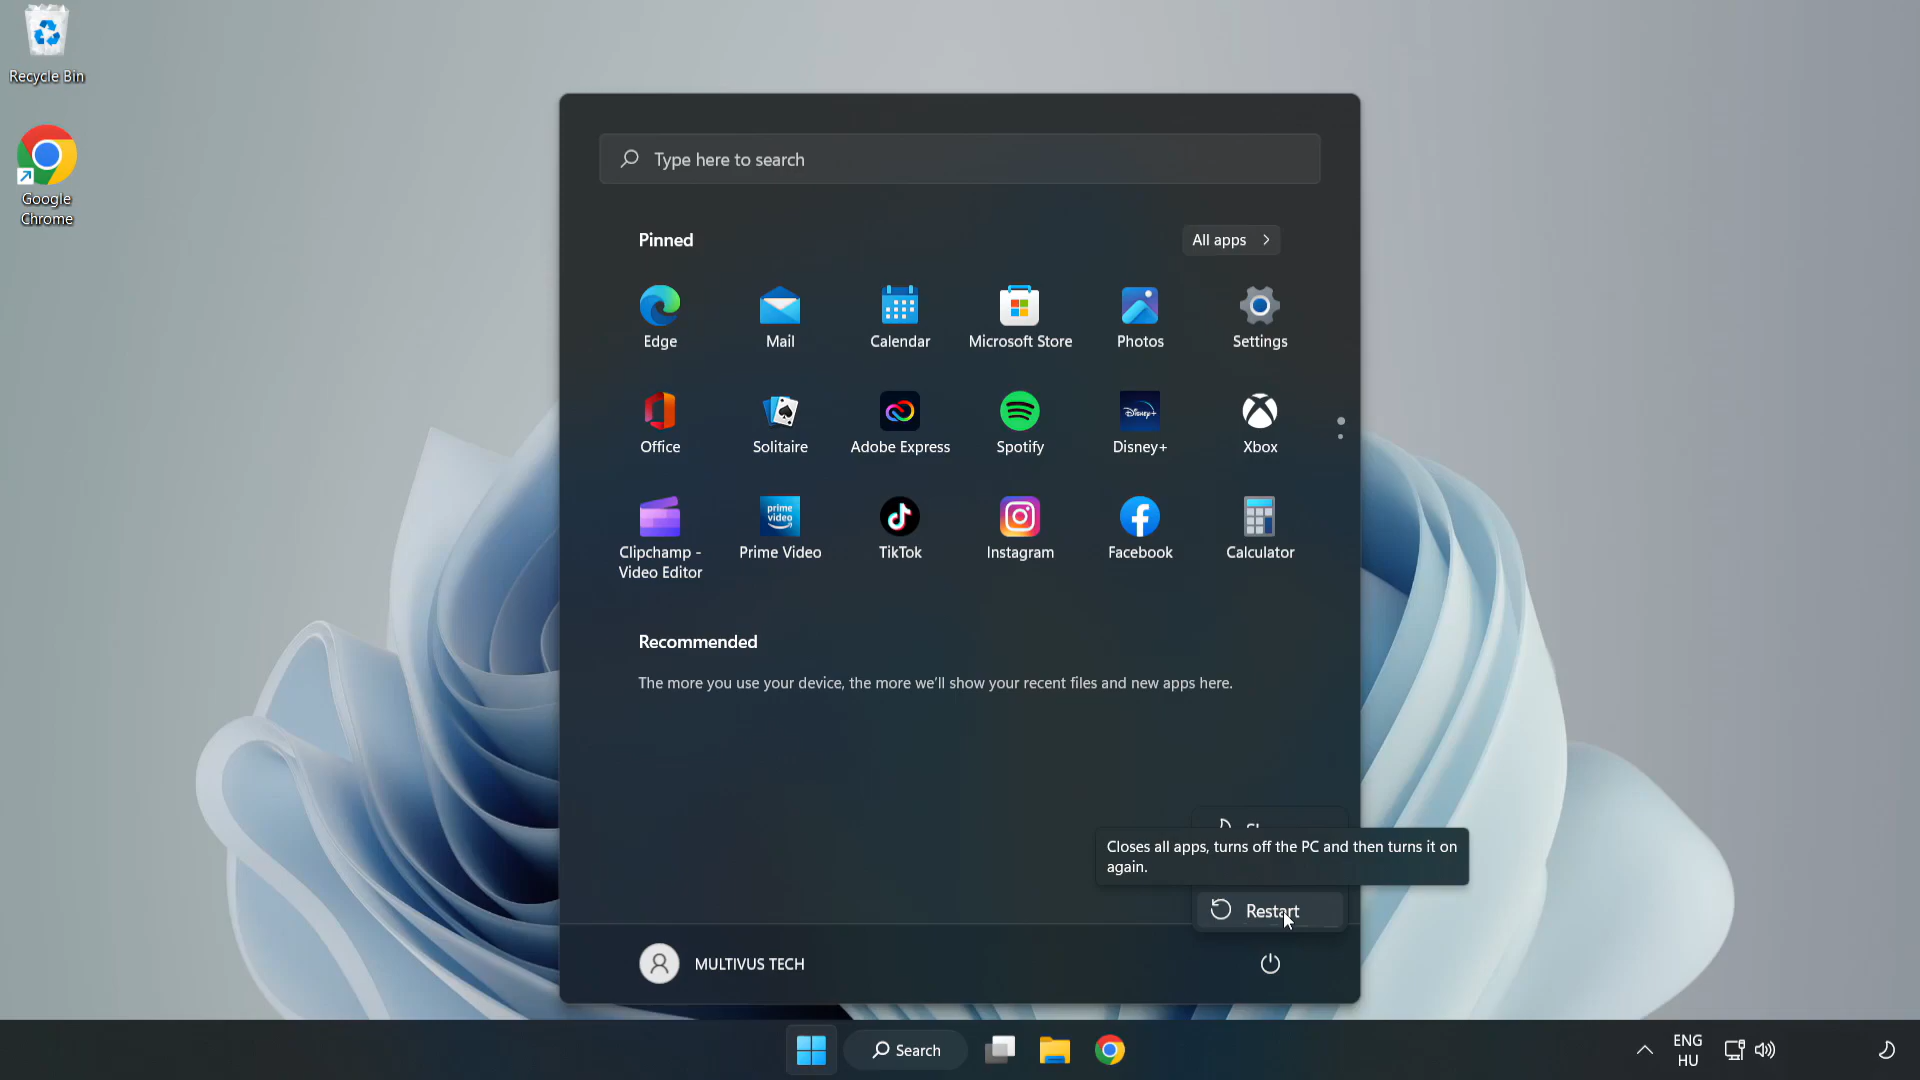 Recycle Bin
Google
Chrome
Type here to search
Pinned
All apps
Edge
Mail
Calendar
Microsoft Store
Photos
Settings
Office
Solitaire
Adobe Express
Spotify
Disney+
Disney+
Xbox
prime
video
Clipchamp -
Video Editor
Prime Video
TikTok
Instagram
Facebook
Calculator
Recommended
The more you use your device, the more we'll show your recent files and new apps here.
Closes all apps, turns off the PC and then turns it on
again.
Restart
MULTIVUS TECH
Search
ENG
HU